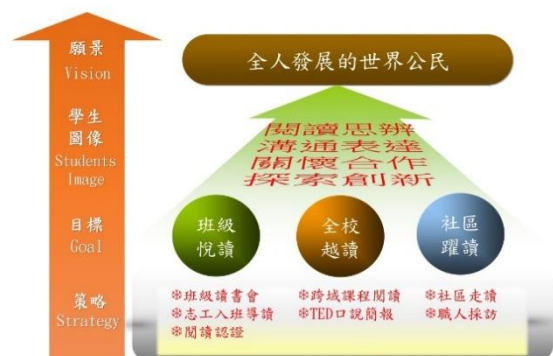 願景
Vision
全人發展的世界公民
學生
圖像
Students
Image
閱讀思辨
溝通表達
關懷合作
探索創新
目標
Goal
班級
悅讀
全校
越讀
社區
躍讀
策略
Strategy
❉班級讀書會
❉志工入班導讀
❉閱讀認證
❉跨域課程閱讀
❉TED口說簡報
❉社區走讀
❉職人採訪